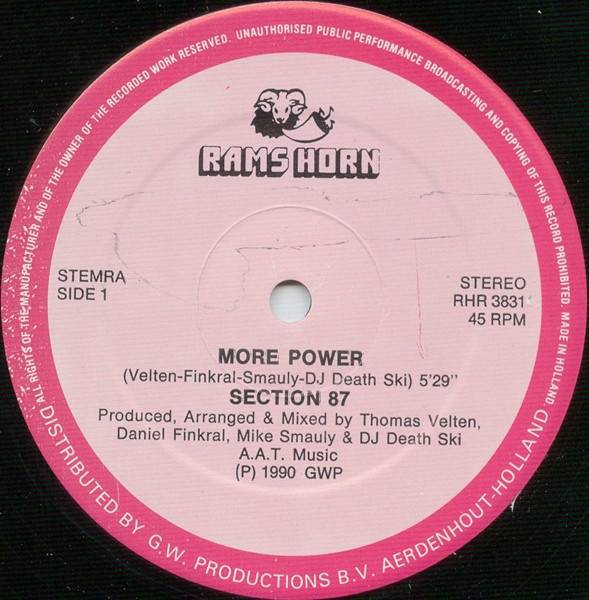 ALL RIGHTS OF THE MANUFACTURER AND OF THE OWNER OF THE RECORDED WORK RESERVED. UNAUTHORISED PUBLIC PERFORMANCE BROADCASTING AND COPYING OF THIS RECORD PROHIBITED. MADE IN HOLLAND
RAMS HORN
STEMRA
SIDE 1
STEREO
RHR 3831
45 RPM
MORE POWER
(Velten-Finkral-Smauly-DJ Death Ski) 5'29"
SECTION 87
Produced, Arranged & Mixed by Thomas Velten,
Daniel Finkral, Mike Smauly & DJ Death Ski
A.A.T. Music
(P) 1990 GWP
DISTRIBUTED BY G.W. PRODUCTIONS B.V. AERDENHOUT-HOLLAND